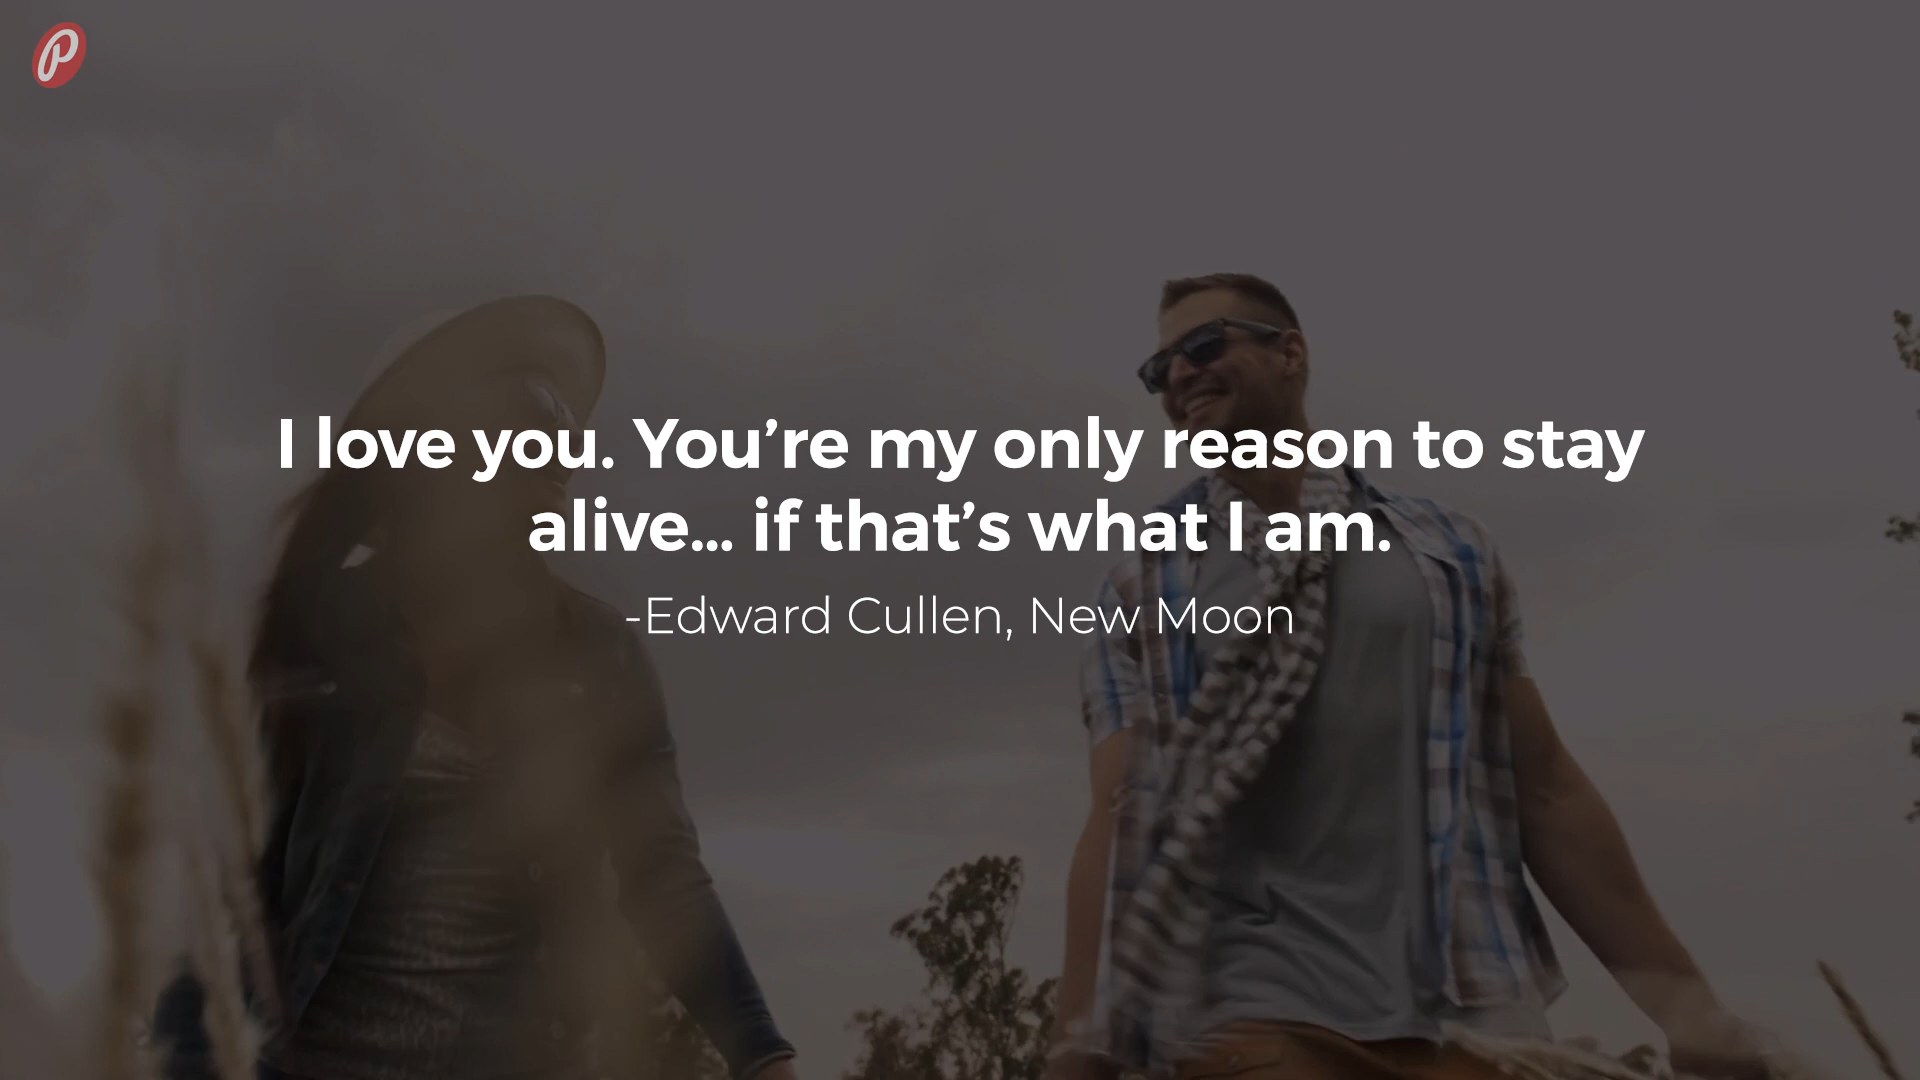 P
I love you. You’re my only reason to stay
alive... if that’s what I am.
-Edward Cullen, New Moon